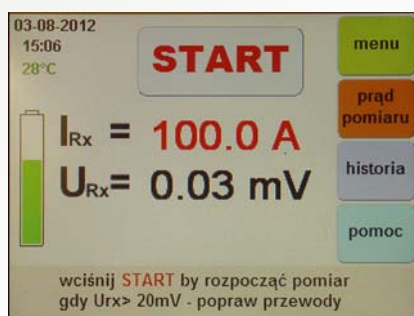 03-08-2012
15:06
28°C
START
menu
prąd
pomiaru
IRx = 100.0 A
URx= 0.03 mV
historia
pomoc
wciśnij START by rozpocząć pomiar
gdy Urx> 20mV - popraw przewody